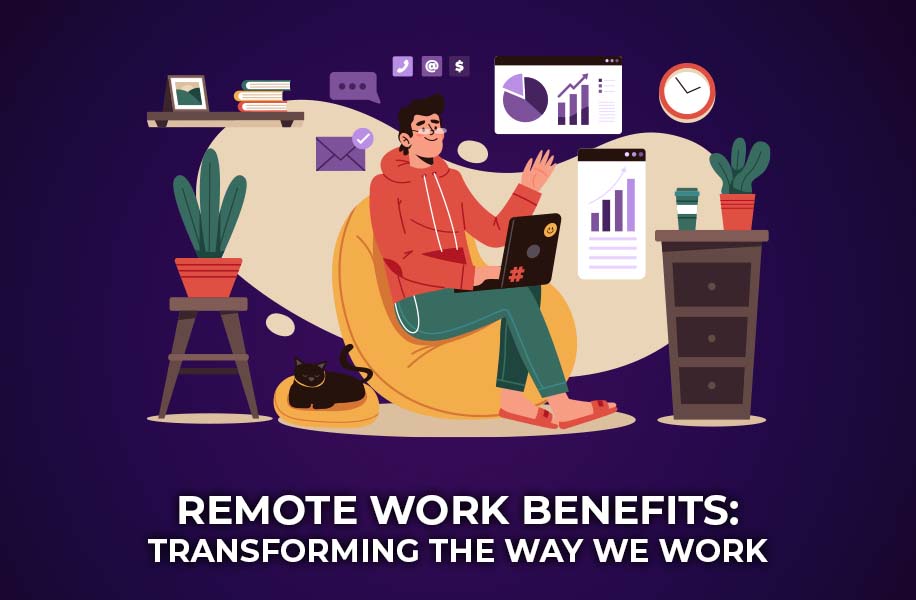 @ $
#
REMOTE WORK BENEFITS:
TRANSFORMING THE WAY WE WORK